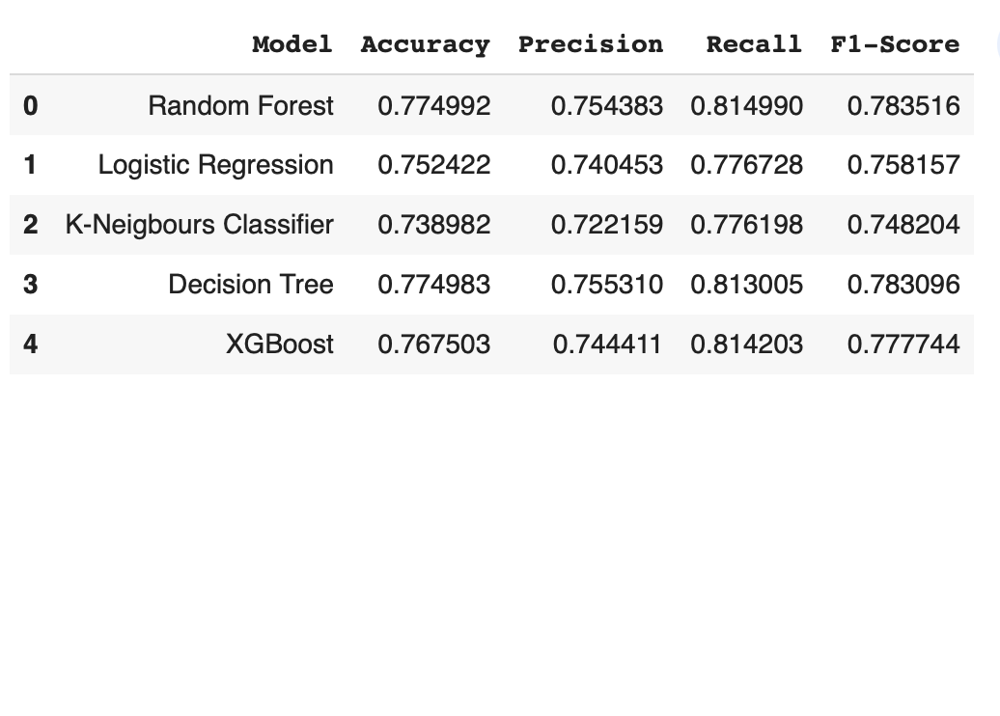 Model Accuracy Precision Recall F1-Score
0 Random Forest 0.774992 0.754383 0.814990 0.783516
1 Logistic Regression 0.752422 0.740453 0.776728 0.758157
2 K-Neigbours Classifier 0.738982 0.722159 0.776198 0.748204
3 Decision Tree 0.774983 0.755310 0.813005 0.783096
4 XGBoost 0.767503 0.744411 0.814203 0.777744